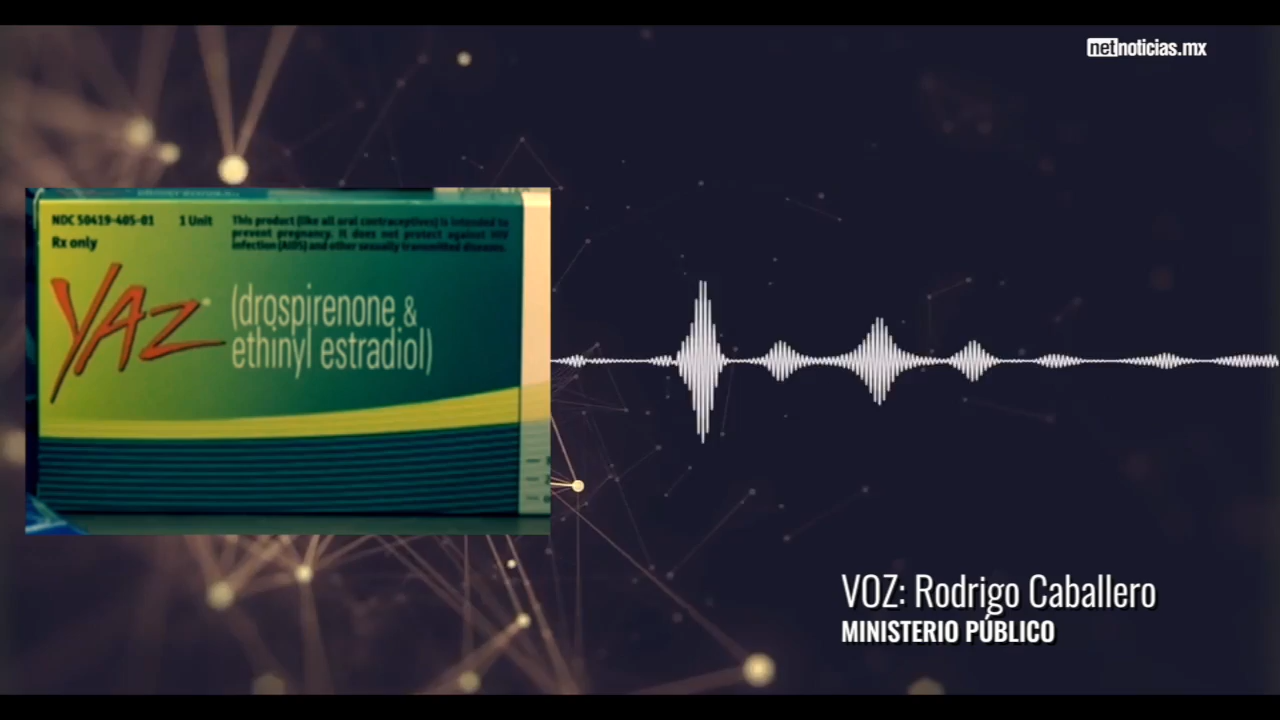 netnoticias.mx
NDC 50419-405-01 1 Unit
Rx only
This product (like all oral contraceptives) is intended to
prevent pregnancy. It does not protect against HIV
infection (AIDS) and other sexually transmitted diseases.
YAZ
(drospirenone &
ethinyl estradiol)
VOZ: Rodrigo Caballero
MINISTERIO PÚBLICO